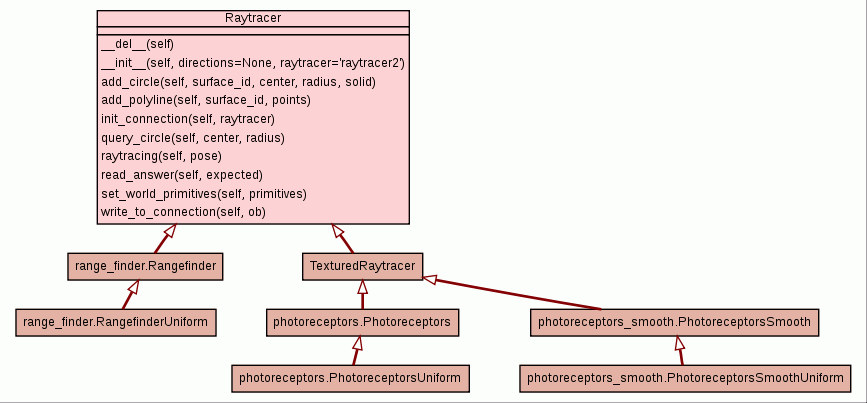 Raytracer
__del__(self)
__init__(self, directions=None, raytracer='raytracer2')
add_circle(self, surface_id, center, radius, solid)
add_polyline(self, surface_id, points)
init_connection(self, raytracer)
query_circle(self, center, radius)
raytracing(self, pose)
read_answer(self, expected)
set_world_primitives(self, primitives)
write_to_connection(self, ob)
range_finder.Rangefinder
TexturedRaytracer
range_finder.RangefinderUniform
photoreceptors.Photoreceptors
photoreceptors_smooth.PhotoreceptorsSmooth
photoreceptors.PhotoreceptorsUniform
photoreceptors_smooth.PhotoreceptorsSmoothUniform